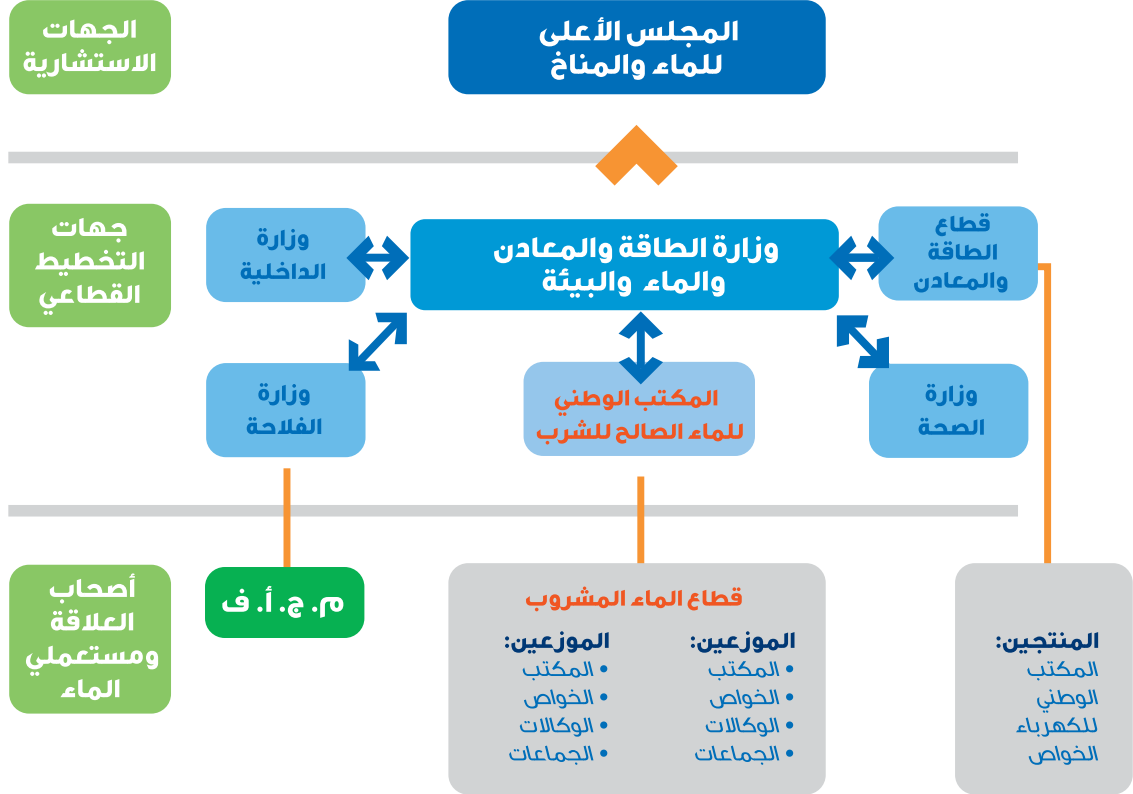 المجلس الأعلى
للماء والمناخ
الجهات
الاستشارية
قطاع
الطاقة
والمعادن
وزارة الطاقة والمعادن
والماء والبيئة
وزارة
الداخلية
جهات
التخطيط
القطاعي
وزارة
الصحة
المكتب الوطني
للماء الصالح للشرب
وزارة
الفلاحة
المنتجين:
المكتب
الوطني
للكهرباء
الخواص
قطاع الماء المشروب
الموزعين:
• المكتب
• الخواص
• الوكالات
• الجماعات
الموزعين:
• المكتب
• الخواص
• الوكالات
• الجماعات
م. ج. أ. ف
أصحاب
العلاقة
ومستعملي
الماء